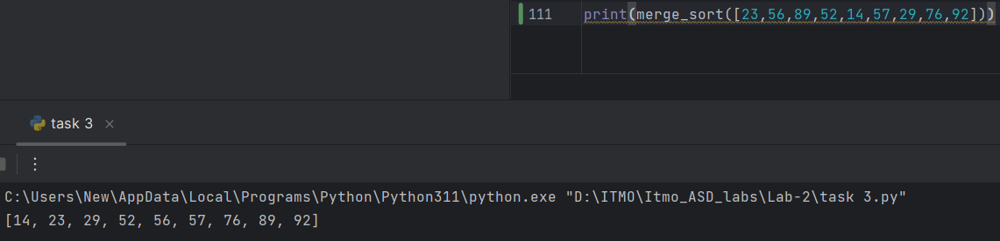 111 print(merge_sort([23,56,89,52,14,57,29,76,92]))
task 3
C:\Users\New\AppData\Local\Programs\Python\Python311\python.exe "D:\ITMO\Itmo_ASD_labs\Lab-2\task 3.py"
[14, 23, 29, 52, 56, 57, 76, 89, 92]